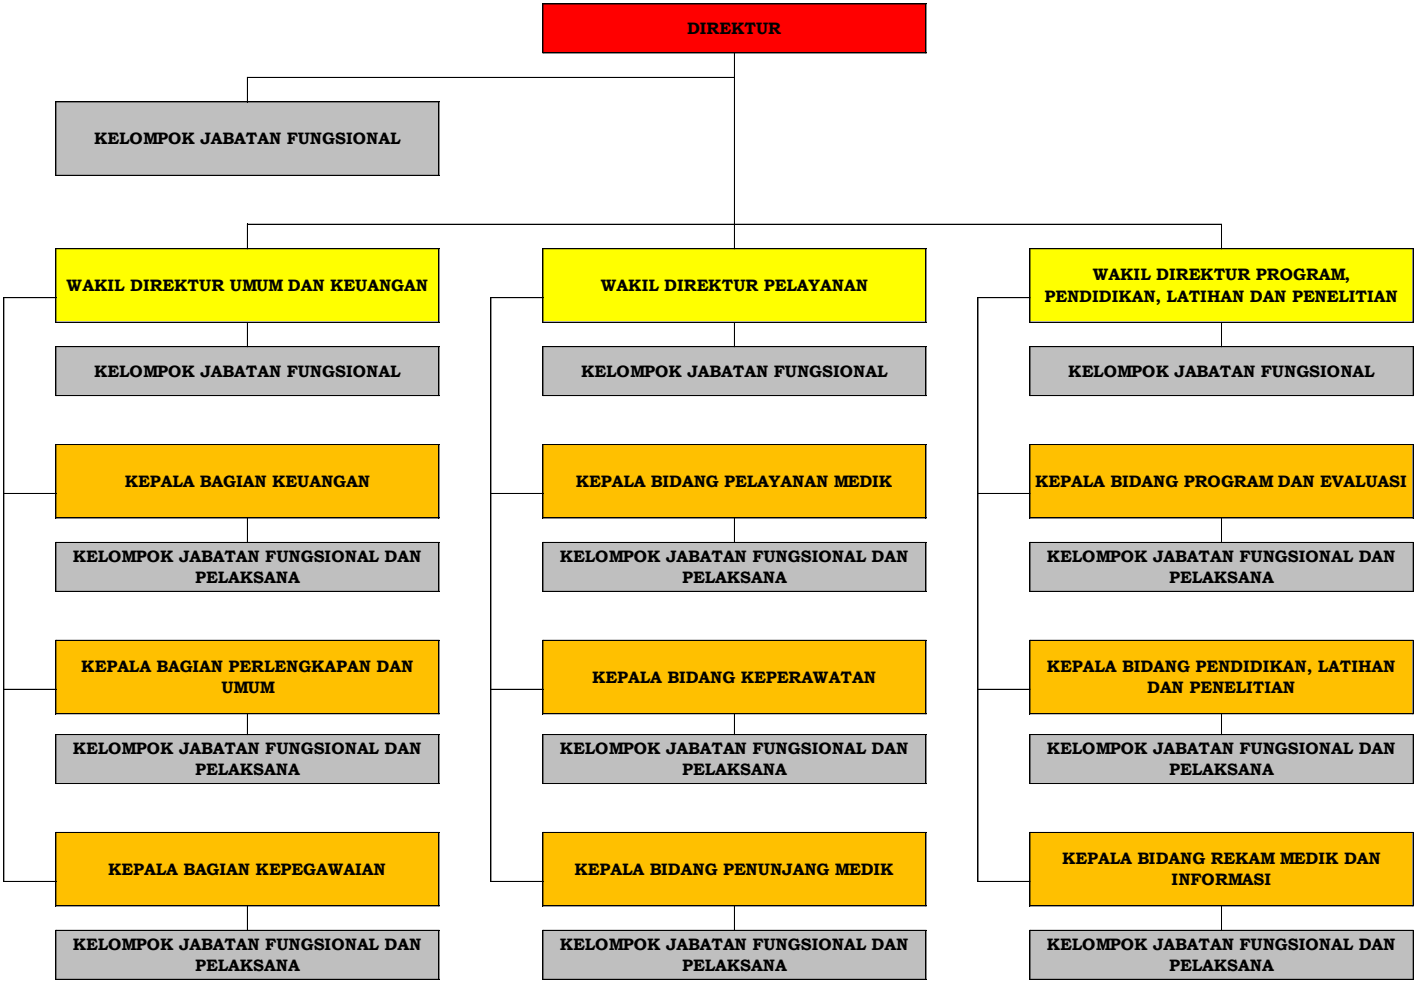 DIREKTUR
KELOMPOK JABATAN FUNGSIONAL
WAKIL DIREKTUR UMUM DAN KEUANGAN
WAKIL DIREKTUR PELAYANAN
WAKIL DIREKTUR PROGRAM,
PENDIDIKAN, LATIHAN DAN PENELITIAN
KELOMPOK JABATAN FUNGSIONAL
KELOMPOK JABATAN FUNGSIONAL
KELOMPOK JABATAN FUNGSIONAL
KEPALA BAGIAN KEUANGAN
KEPALA BIDANG PELAYANAN MEDIK
KEPALA BIDANG PROGRAM DAN EVALUASI
KELOMPOK JABATAN FUNGSIONAL DAN
PELAKSANA
KELOMPOK JABATAN FUNGSIONAL DAN
PELAKSANA
KELOMPOK JABATAN FUNGSIONAL DAN
PELAKSANA
KEPALA BAGIAN PERLENGKAPAN DAN
UMUM
KEPALA BIDANG KEPERAWATAN
KEPALA BIDANG PENDIDIKAN, LATIHAN
DAN PENELITIAN
KELOMPOK JABATAN FUNGSIONAL DAN
PELAKSANA
KELOMPOK JABATAN FUNGSIONAL DAN
PELAKSANA
KELOMPOK JABATAN FUNGSIONAL DAN
PELAKSANA
KEPALA BAGIAN KEPEGAWAIAN
KEPALA BIDANG PENUNJANG MEDIK
KEPALA BIDANG REKAM MEDIK DAN
INFORMASI
KELOMPOK JABATAN FUNGSIONAL DAN
PELAKSANA
KELOMPOK JABATAN FUNGSIONAL DAN
PELAKSANA
KELOMPOK JABATAN FUNGSIONAL DAN
PELAKSANA